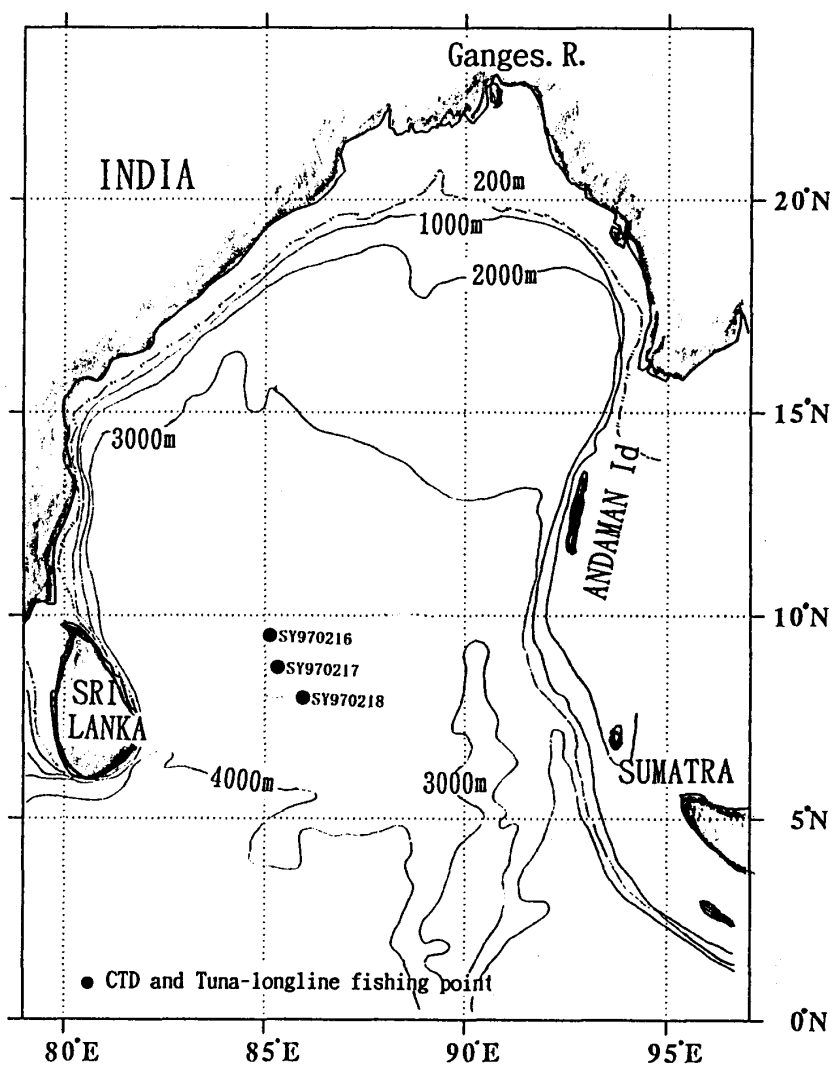 Ganges. R.
INDIA
200m
20°N
1000m
2000m
15°N
3000m
ANDAMAN Id
10°N
SY970216
SY970217
SY970218
SRI
LANKA
4000m
3000m
SUMATRA
5°N
CTD and Tuna-longline fishing point
0°N
80°E
85°E
90°E
95°E